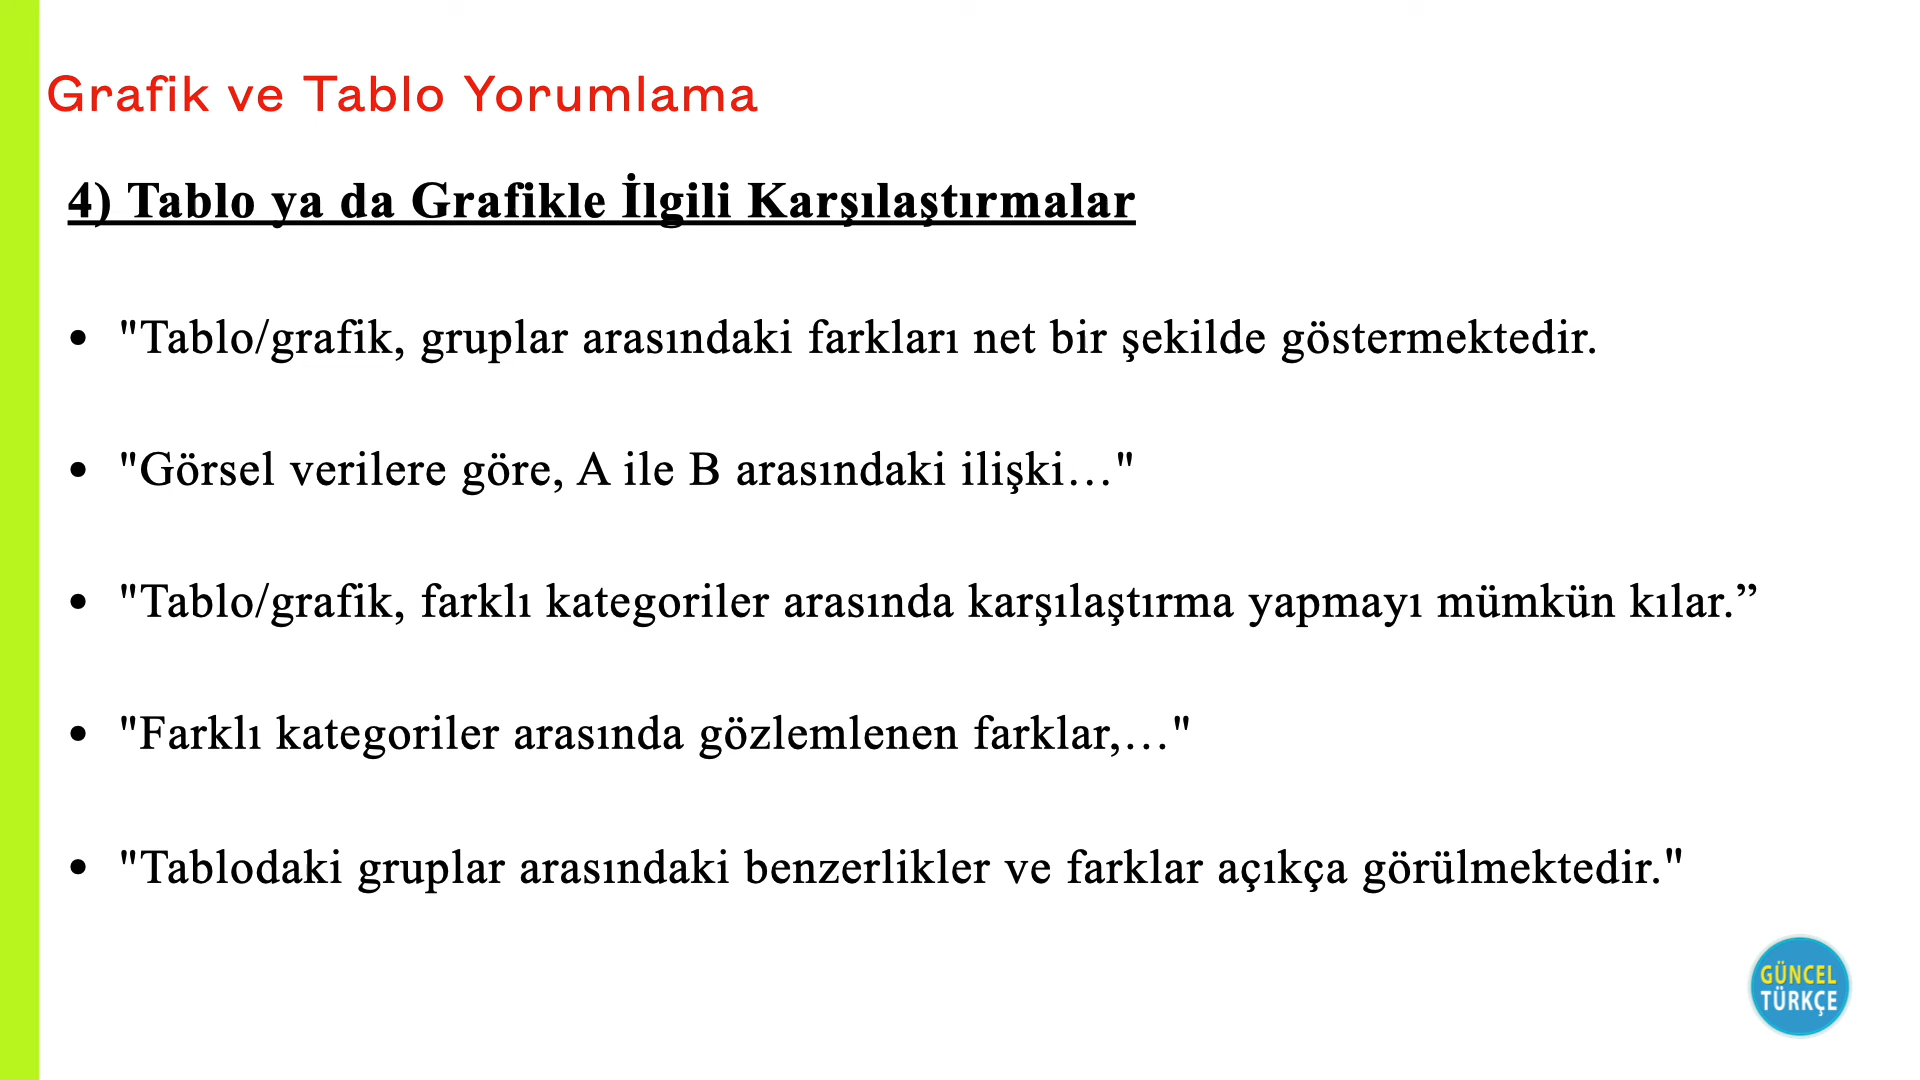 Grafik ve Tablo Yorumlama
4) Tablo ya da Grafikle İlgili Karşılaştırmalar
• "Tablo/grafik, gruplar arasındaki farkları net bir şekilde göstermektedir.
• "Görsel verilere göre, A ile B arasındaki ilişki…"
• "Tablo/grafik, farklı kategoriler arasında karşılaştırma yapmayı mümkün kılar.”
• "Farklı kategoriler arasında gözlemlenen farklar,…"
• "Tablodaki gruplar arasındaki benzerlikler ve farklar açıkça görülmektedir."
GÜNCEL
TÜRKÇE